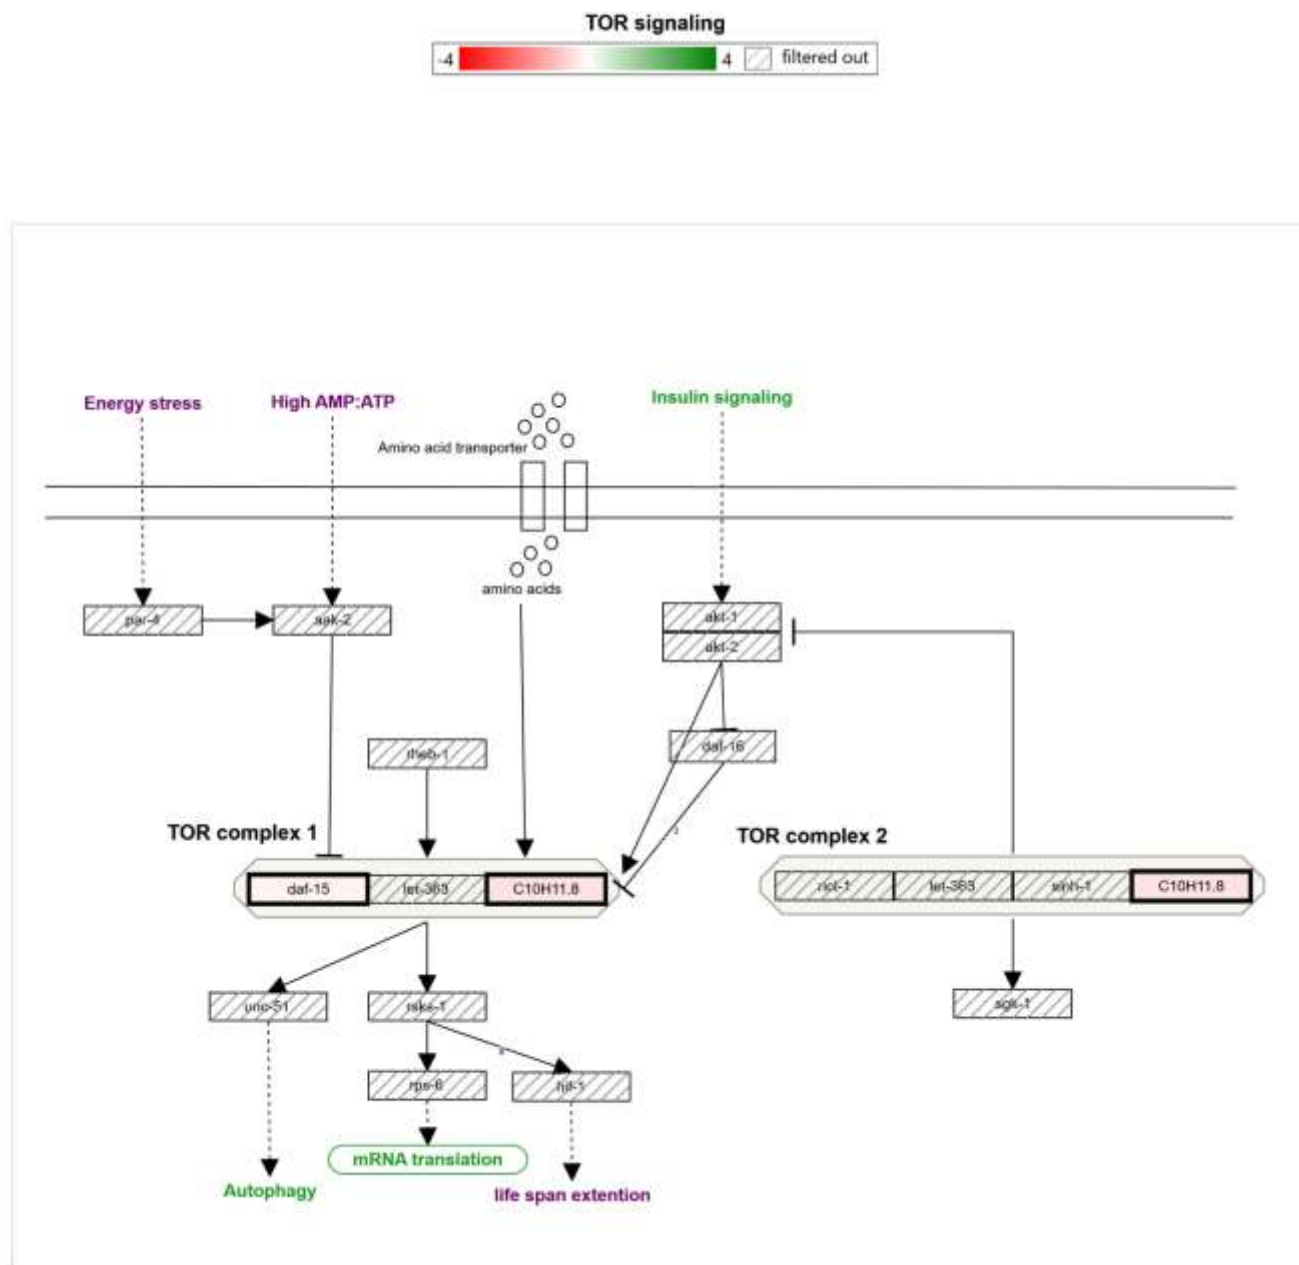 TOR signaling
-4 4 filtered out
Energy stress
High AMP:ATP
Insulin signaling
Amino acid transporter
amino acids
par-4
aak-2
akt-1
akt-2
rheb-1
daf-16
TOR complex 1
TOR complex 2
daf-15 let-363 C10H11.8
rict-1 let-363 sinh-1 C10H11.8
unc-51
rsks-1
sgk-1
rps-6
hif-1
mRNA translation
Autophagy
life span extention